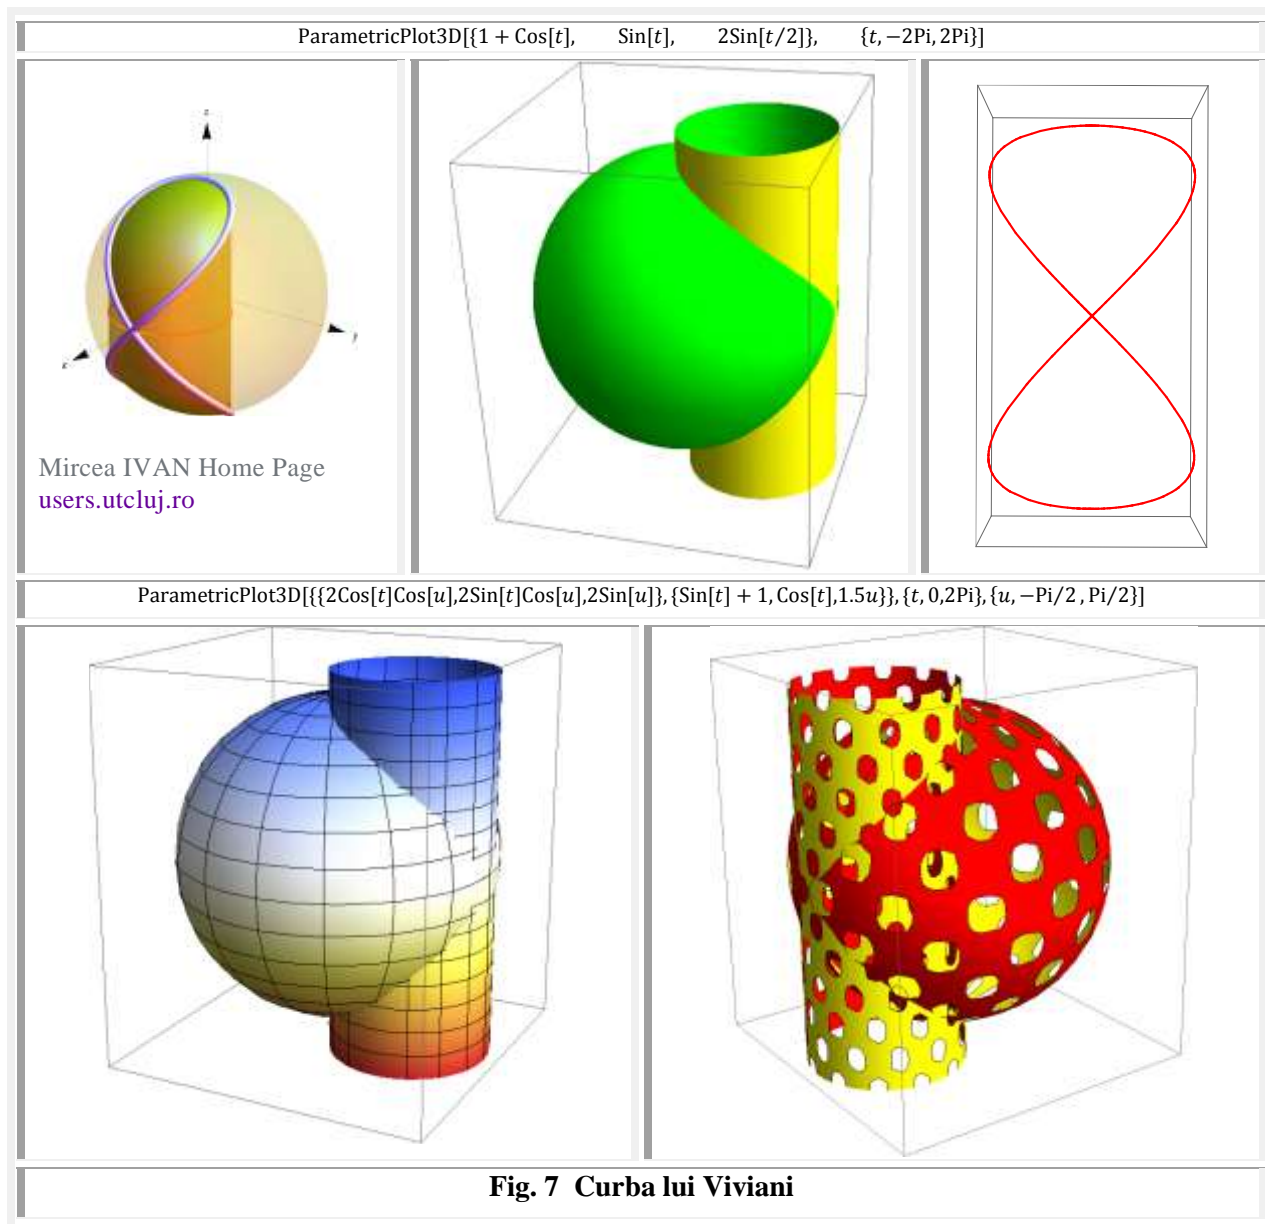 ParametricPlot3D[{1 + Cos[t], Sin[t], 2Sin[t/2]}, {t, −2Pi, 2Pi}]
z
x
y
Mircea IVAN Home Page
users.utcluj.ro
ParametricPlot3D[{{2Cos[t]Cos[u],2Sin[t]Cos[u],2Sin[u]},{Sin[t] + 1, Cos[t],1.5u}},{t, 0,2Pi},{u, −Pi/2 , Pi/2}]
Fig. 7 Curba lui Viviani